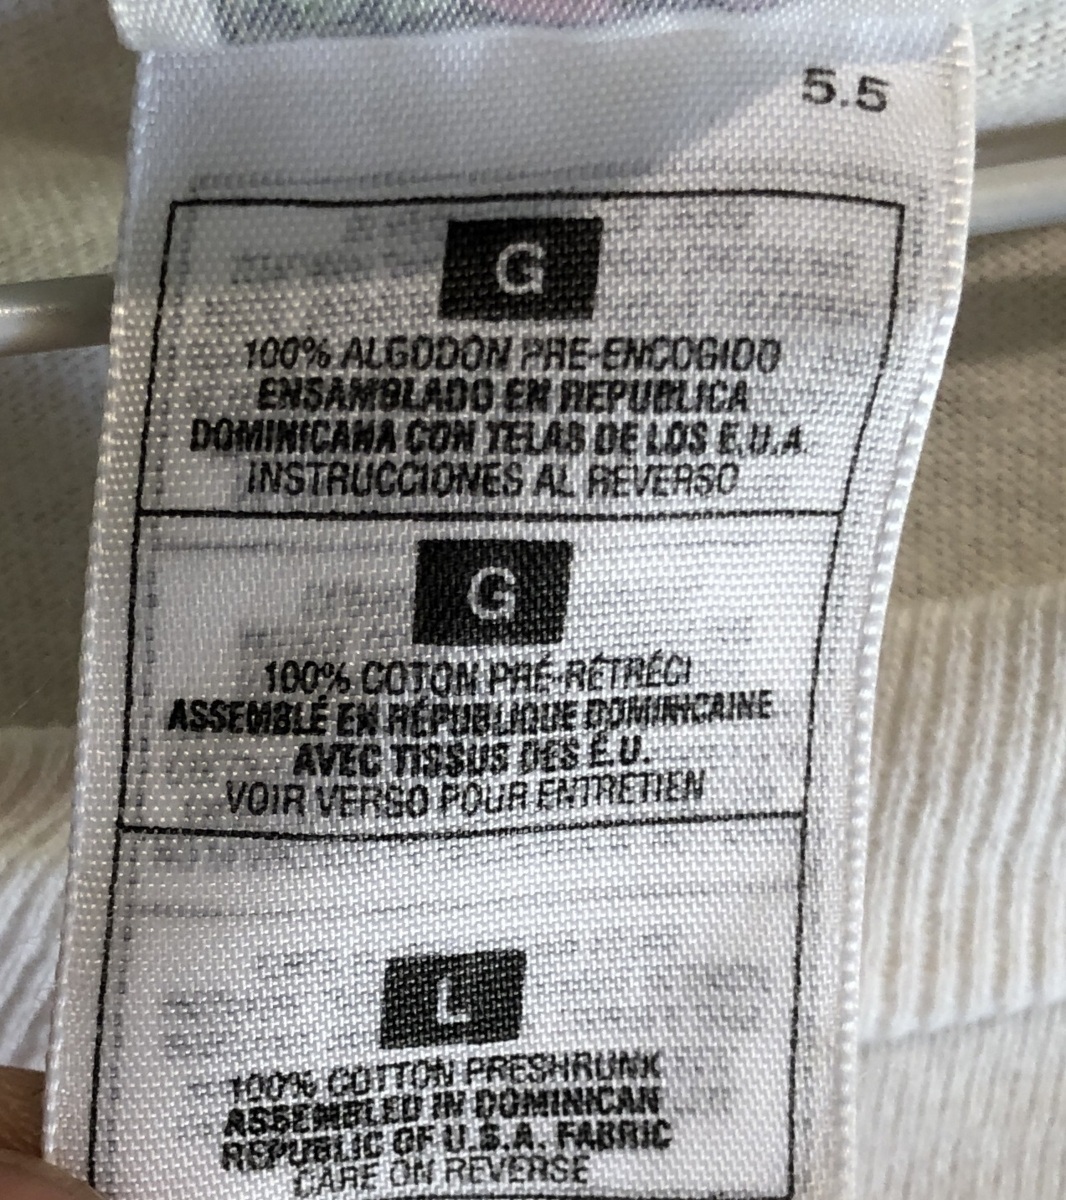 5.5
G
100% ALGODON PRE-ENCOGIDO
ENSAMBLADO EN REPUBLICA
DOMINICANA CON TELAS DE LOS E.U.A.
INSTRUCCIONES AL REVERSO
G
100% COTON PRÉ-RÉTRÉCI
ASSEMBLÉ EN RÉPUBLIQUE DOMINICAINE
AVEC TISSUS DES É.U.
VOIR VERSO POUR ENTRETIEN
L
100% COTTON PRESHRUNK
ASSEMBLED IN DOMINICAN
REPUBLIC OF U.S.A. FABRIC
CARE ON REVERSE